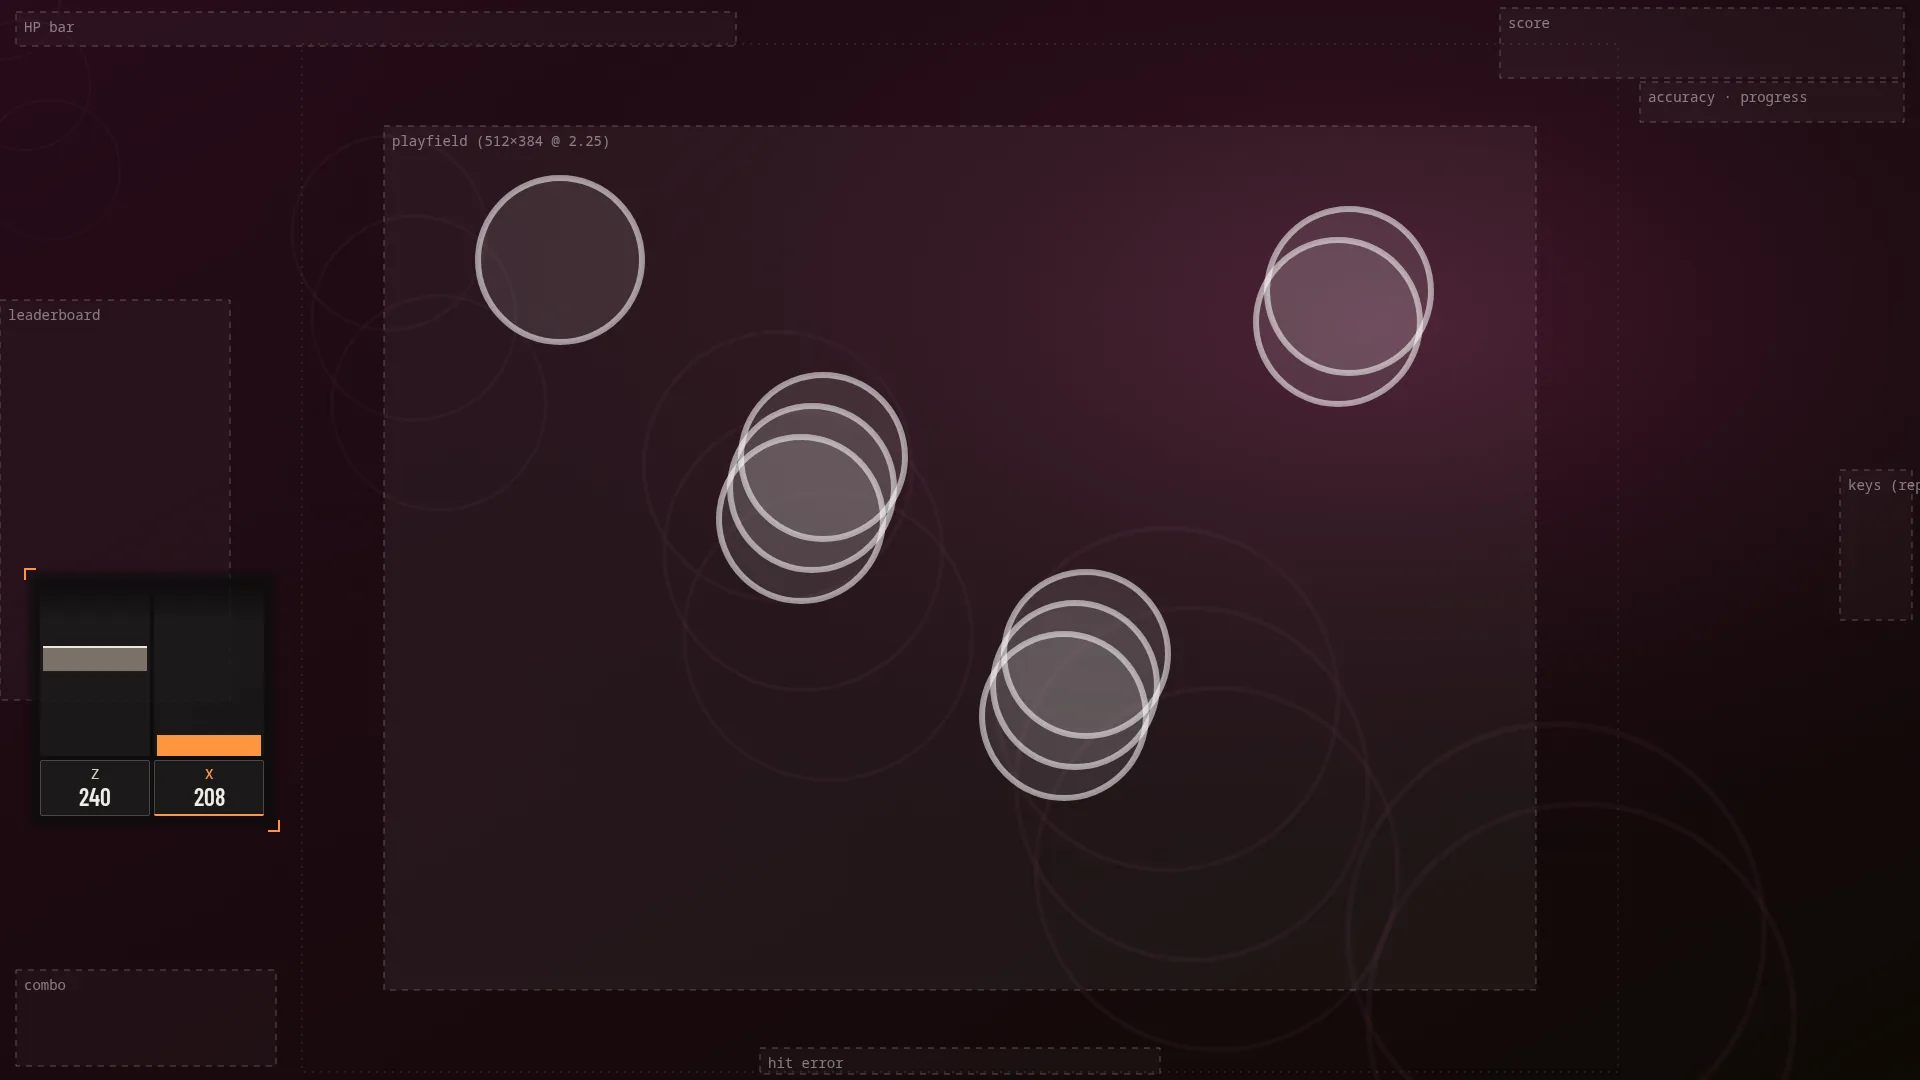 HP bar
score
accuracy · progress
playfield (512×384 @ 2.25)
leaderboard
keys (rep
Z
240
X
208
combo
hit error